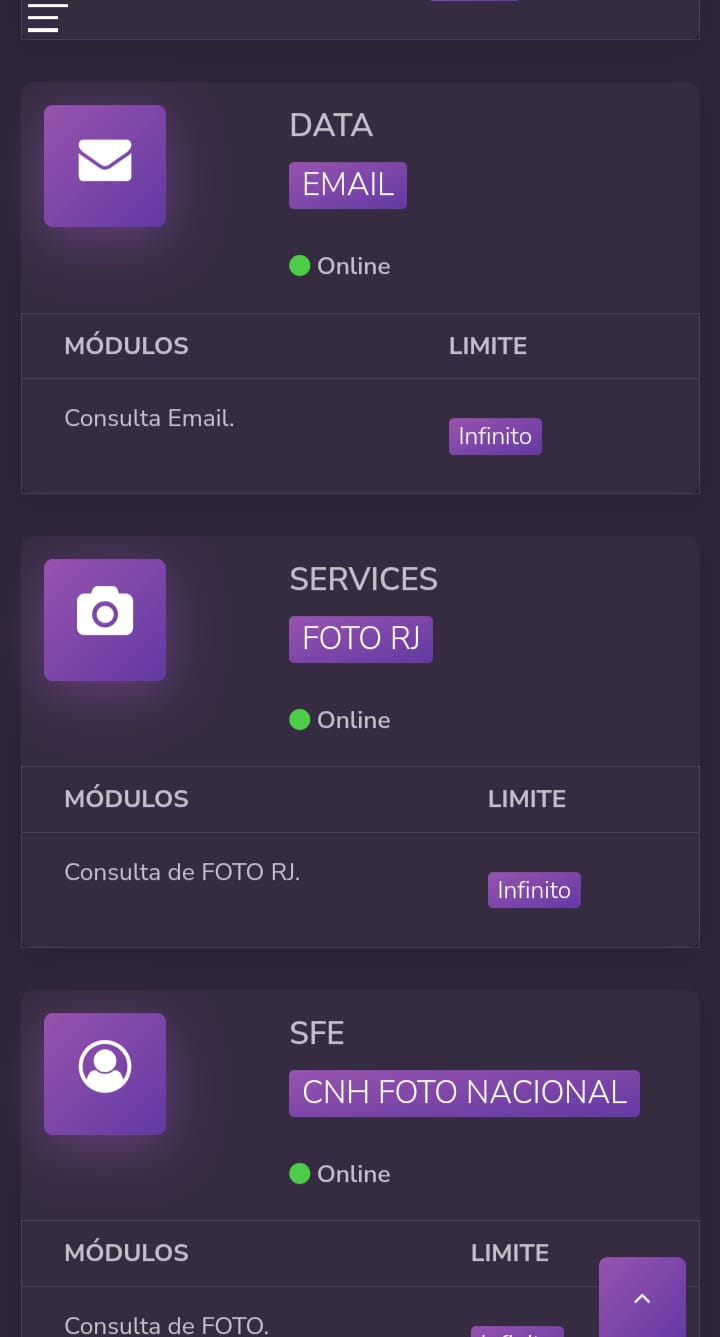 DATA
EMAIL
Online
MÓDULOS LIMITE
Consulta Email.
Infinito
SERVICES
FOTO RJ
Online
MÓDULOS LIMITE
Consulta de FOTO RJ.
Infinito
SFE
CNH FOTO NACIONAL
Online
MÓDULOS LIMITE
Consulta de FOTO.